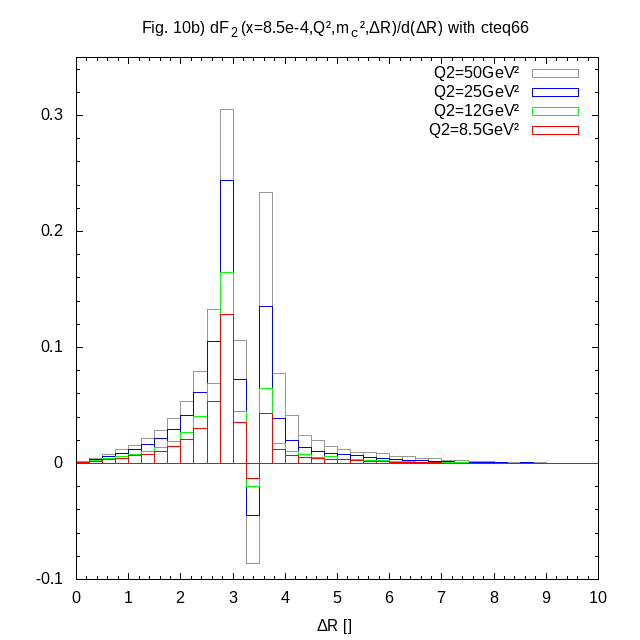 Fig. 10b) dF₂(x=8.5e-4,Q²,m_c²,ΔR)/d(ΔR) with cteq66
Q2=50GeV²
Q2=25GeV²
Q2=12GeV²
Q2=8.5GeV²
0.3
0.2
0.1
0
-0.1
0 1 2 3 4 5 6 7 8 9 10
ΔR []